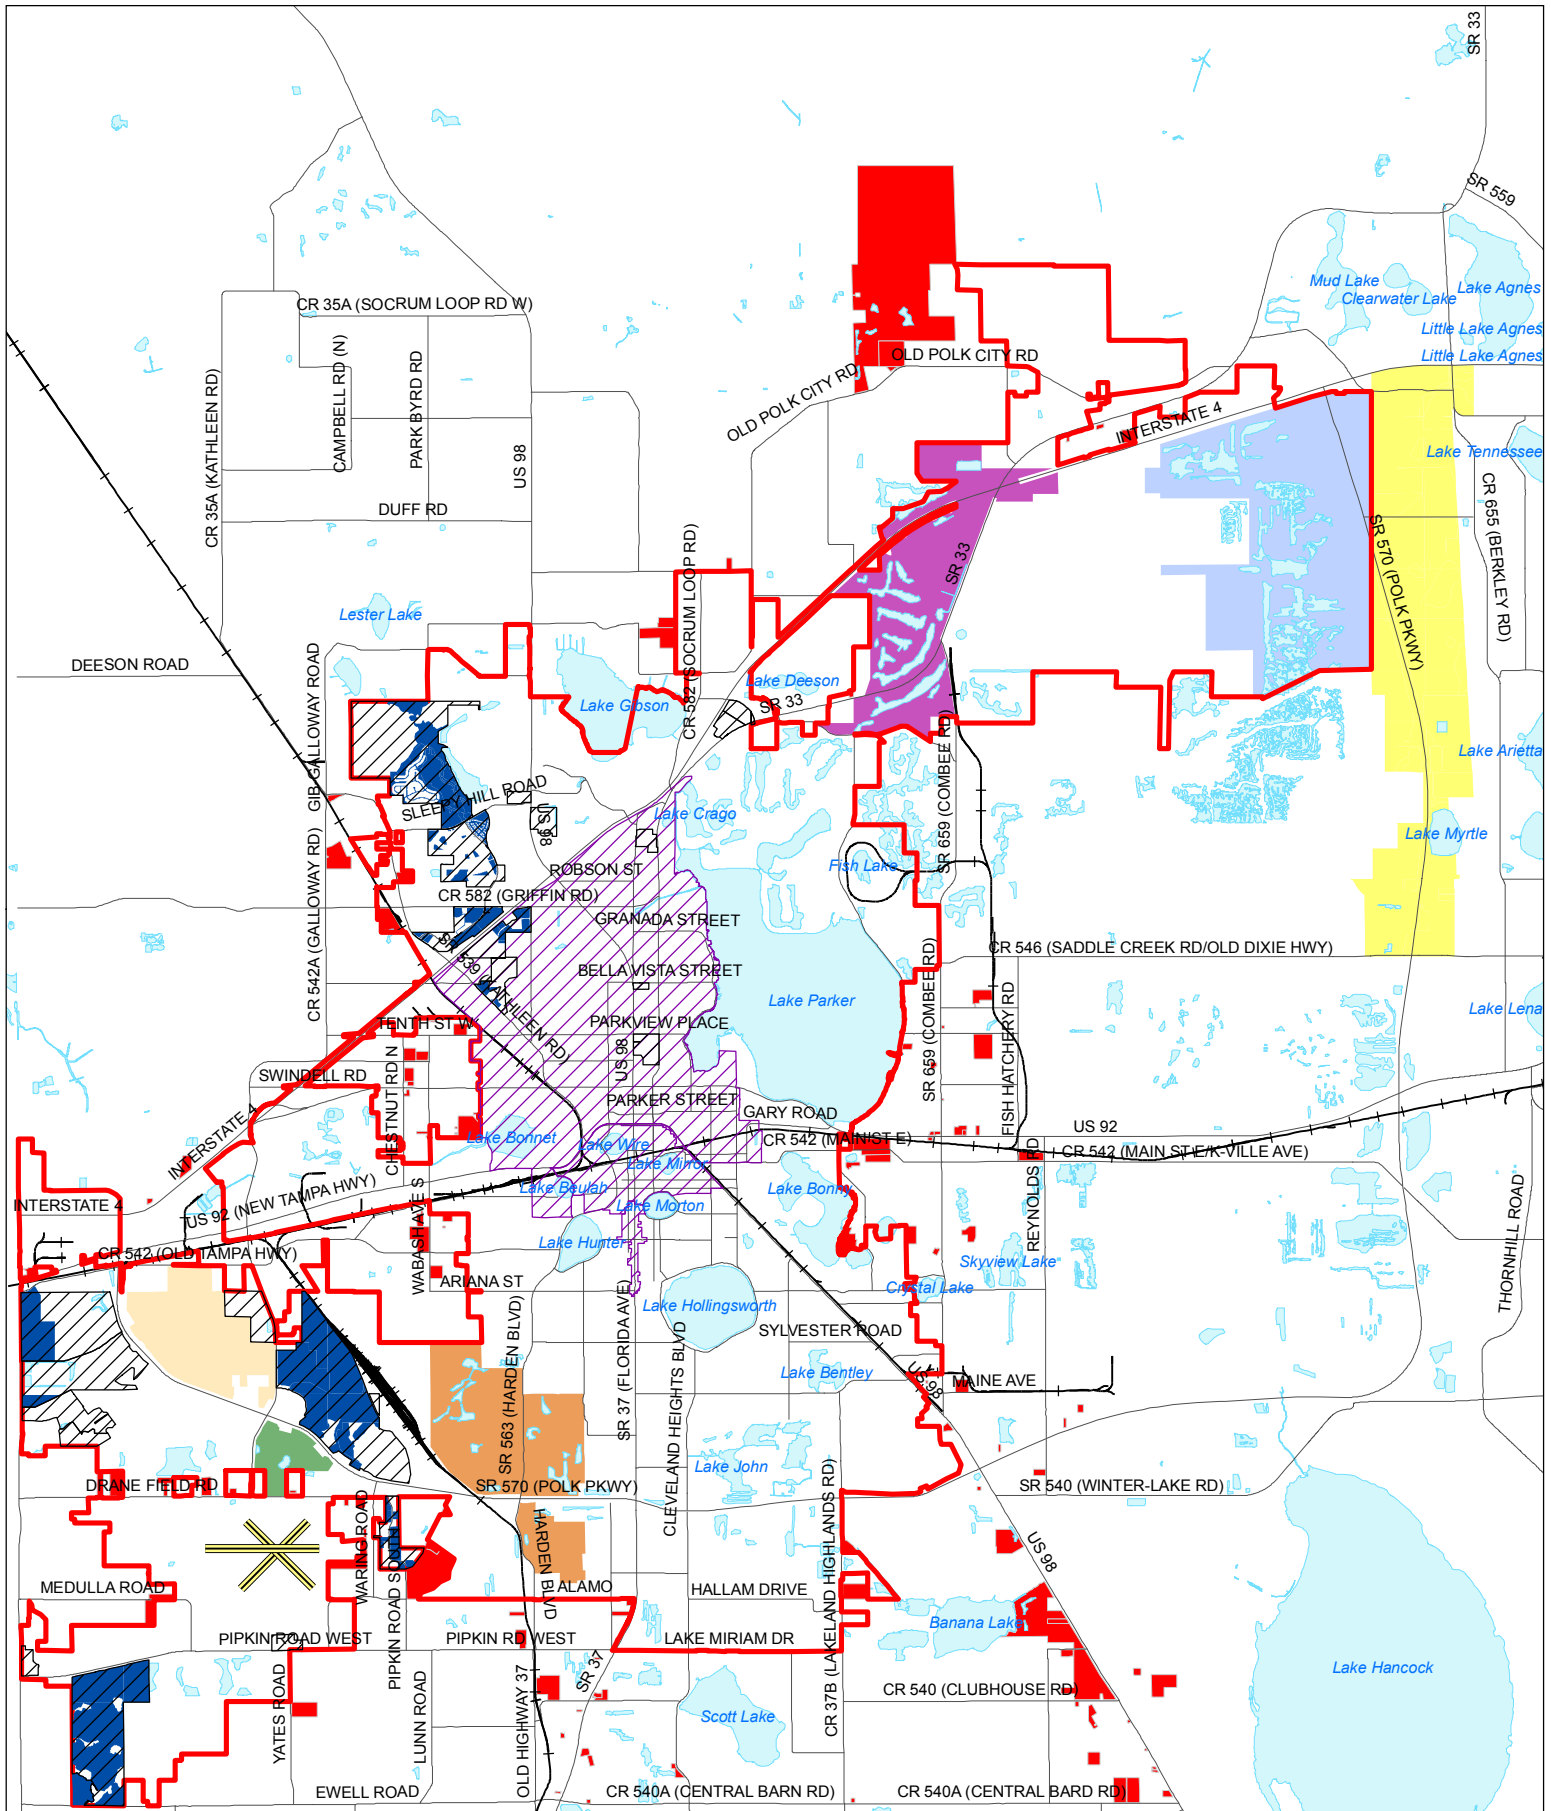 SR 33
SR 559
Mud Lake
Clearwater Lake
Lake Agnes
Little Lake Agnes
Little Lake Agnes
CR 35A (SOCRUM LOOP RD W)
CAMPBELL RD (N)
PARK BYRD RD
CR 35A (KATHLEEN RD)
US 98
OLD POLK CITY RD
OLD POLK CITY RD
INTERSTATE 4
Lake Tennessee
CR 655 (BERKLEY RD)
DUFF RD
SR 570 (POLK PKWY)
SR 33
CR 582 (SOCRUM LOOP RD)
Lester Lake
DEESON ROAD
GIB GALLOWAY ROAD
Lake Gibson
Lake Deeson
SR 33
SR 659 (COMBEE RD)
Lake Arietta
SLEEPY HILL ROAD
US 98
Lake Crago
Lake Myrtle
Fish Lake
ROBSON ST
CR 582 (GRIFFIN RD)
CR 542A (GALLOWAY RD)
GRANADA STREET
SR 539 (KATHLEEN RD)
CR 546 (SADDLE CREEK RD/OLD DIXIE HWY)
BELLA VISTA STREET
Lake Parker
SR 659 (COMBEE RD)
Lake Lena
TENTH ST W
PARKVIEW PLACE
US 98
FISH HATCHERY RD
SWINDELL RD
CHESTNUT RD N
PARKER STREET
GARY ROAD
INTERSTATE 4
US 92
Lake Bonnet
Lake Wire
CR 542 (MAIN ST E)
CR 542 (MAIN ST E/K-VILLE AVE)
Lake Mirror
REYNOLDS RD
INTERSTATE 4
US 92 (NEW TAMPA HWY)
WABASH AVE S
Lake Beulah
Lake Morton
Lake Bonny
THORNHILL ROAD
CR 542 (OLD TAMPA HWY)
Lake Hunter
Skyview Lake
ARIANA ST
Crystal Lake
Lake Hollingsworth
SR 563 (HARDEN BLVD)
SR 37 (FLORIDA AVE)
CLEVELAND HEIGHTS BLVD
SYLVESTER ROAD
Lake Bentley
US 98
MAINE AVE
Lake John
DRANE FIELD RD
SR 570 (POLK PKWY)
SR 540 (WINTER-LAKE RD)
CR 37B (LAKELAND HIGHLANDS RD)
WARING ROAD
PIPKIN ROAD SOUTH
HARDEN BLVD
US 98
MEDULLA ROAD
ALAMO
HALLAM DRIVE
Banana Lake
PIPKIN ROAD WEST
PIPKIN RD WEST
LAKE MIRIAM DR
Lake Hancock
SR 37
YATES ROAD
LUNN ROAD
OLD HIGHWAY 37
CR 540 (CLUBHOUSE RD)
Scott Lake
EWELL ROAD
CR 540A (CENTRAL BARN RD)
CR 540A (CENTRAL BARD RD)